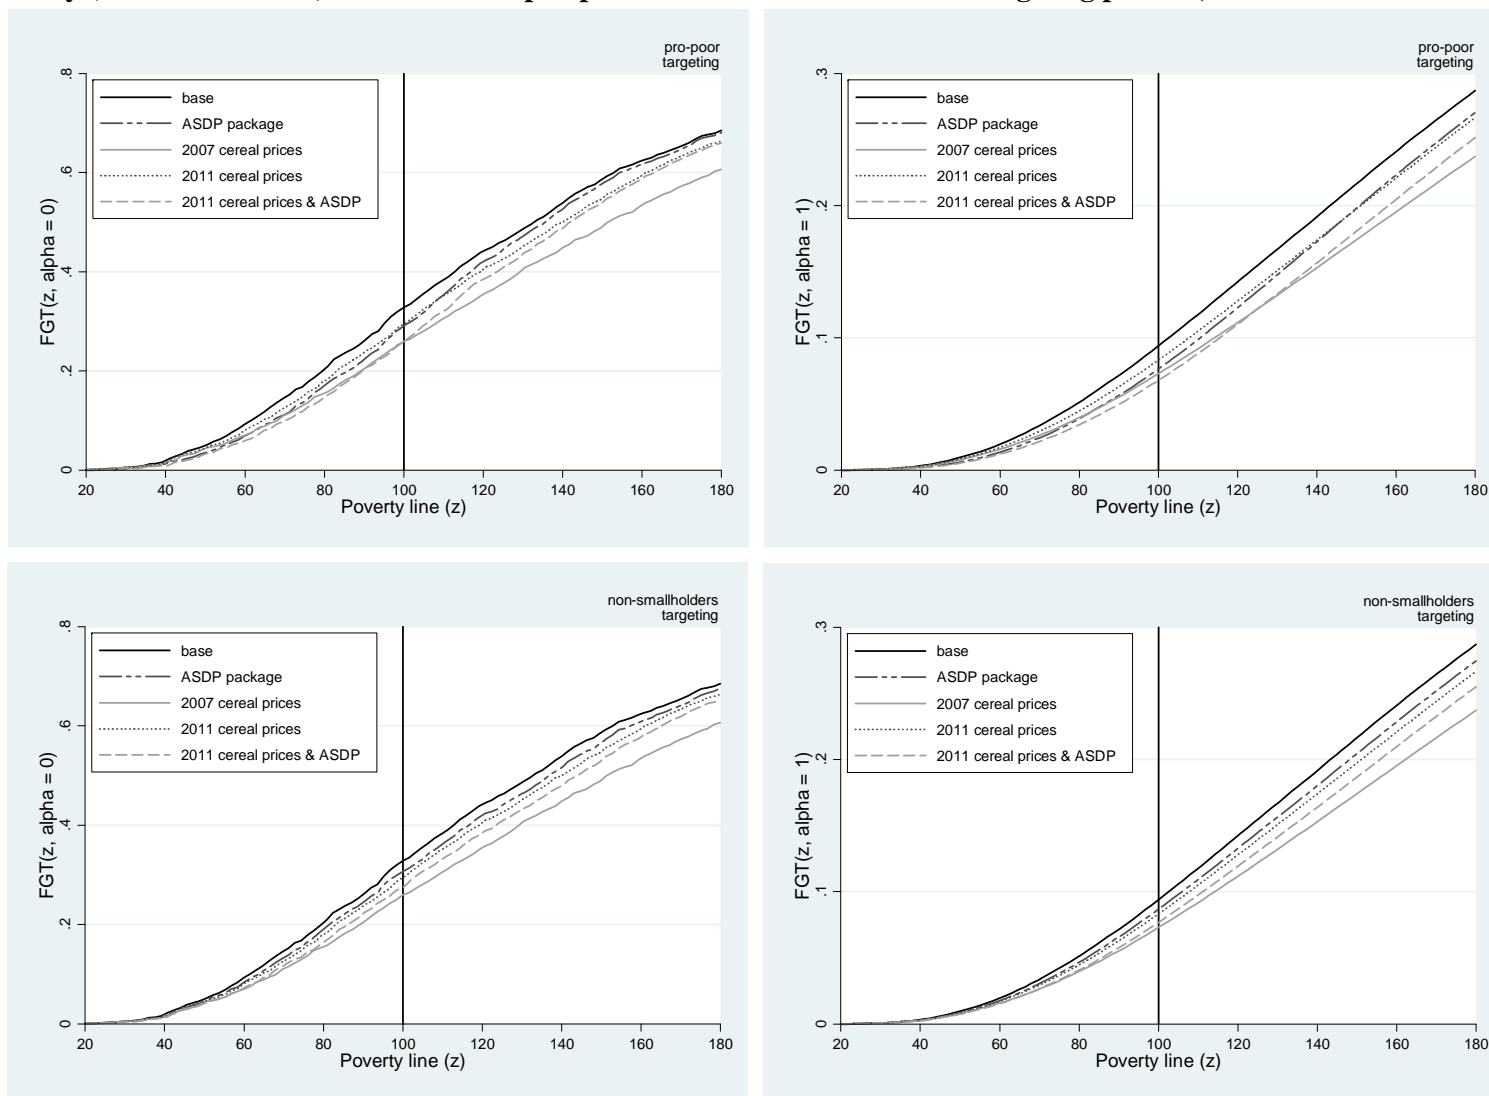 pro-poor
targeting
.8
.6
.4
.2
0
FGT(z, alpha = 0)
base
ASDP package
2007 cereal prices
2011 cereal prices
2011 cereal prices & ASDP
20 40 60 80 100 120 140 160 180
Poverty line (z)
pro-poor
targeting
.3
.2
.1
0
FGT(z, alpha = 1)
base
ASDP package
2007 cereal prices
2011 cereal prices
2011 cereal prices & ASDP
20 40 60 80 100 120 140 160 180
Poverty line (z)
non-smallholders
targeting
.8
.6
.4
.2
0
FGT(z, alpha = 0)
base
ASDP package
2007 cereal prices
2011 cereal prices
2011 cereal prices & ASDP
20 40 60 80 100 120 140 160 180
Poverty line (z)
non-smallholders
targeting
.3
.2
.1
0
FGT(z, alpha = 1)
base
ASDP package
2007 cereal prices
2011 cereal prices
2011 cereal prices & ASDP
20 40 60 80 100 120 140 160 180
Poverty line (z)